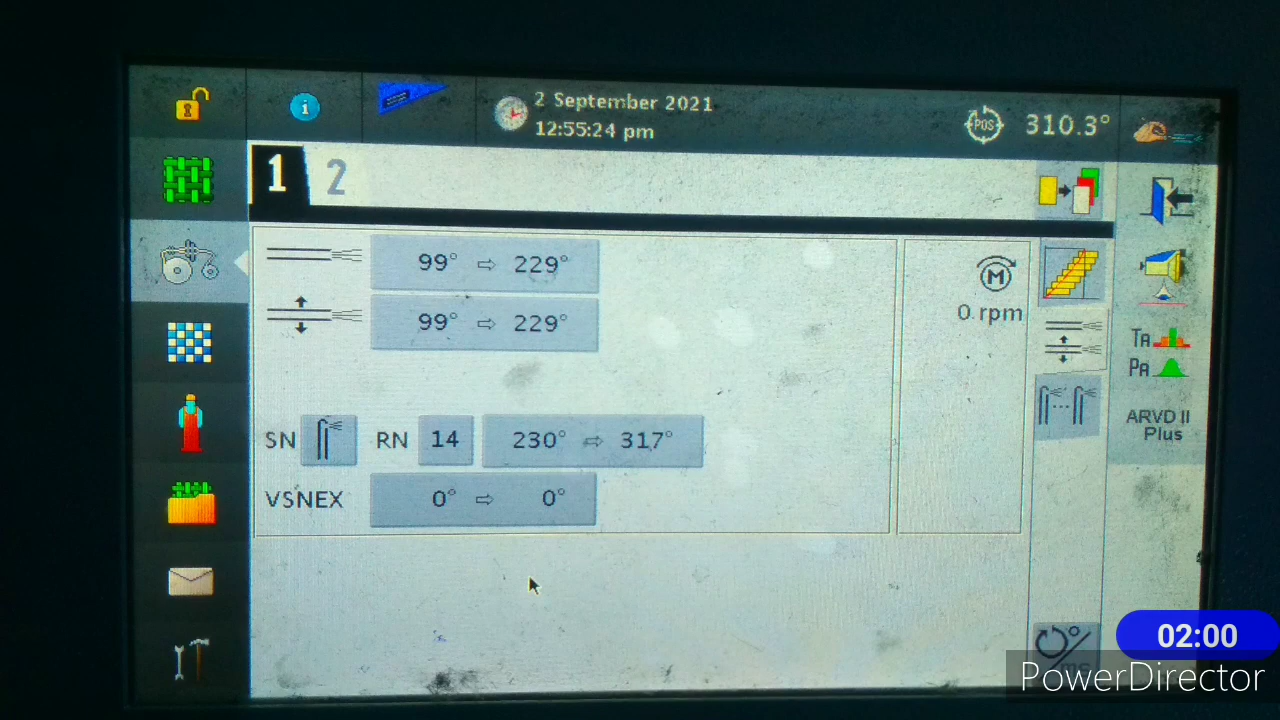 2 September 2021
12:55:24 pm
POS
310.3°
1 2
99° ⇨ 229°
99° ⇨ 229°
M
0 rpm
SN RN 14 230° ⇨ 317°
VSNEX 0° ⇨ 0°
TA
PA
ARVD II
Plus
02:00
PowerDirector